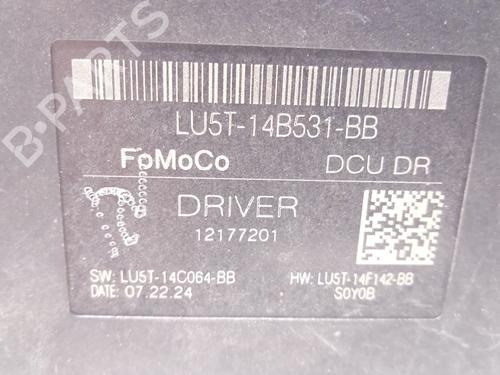 B-PARTS
LU5T-14B531-BB
FoMoCo DCU DR
DRIVER
12177201
SW: LU5T-14C064-BB HW: LU5T-14F142-BB
DATE: 07.22.24 S0Y0B